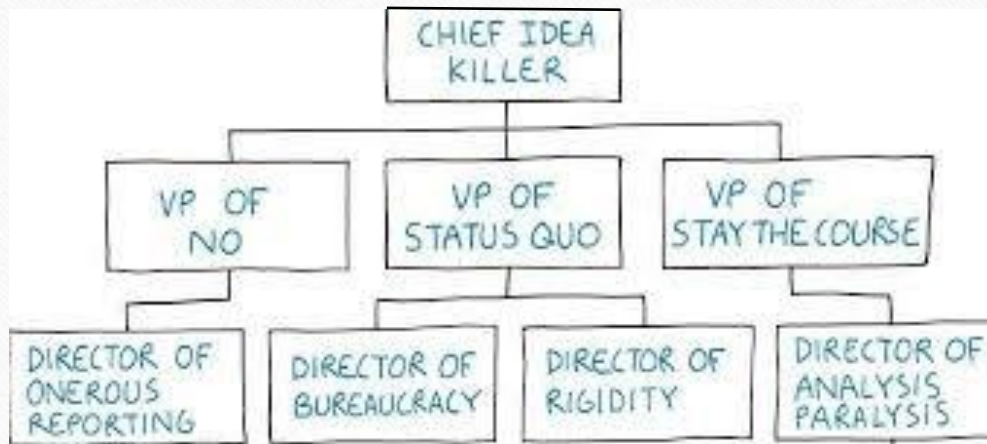 CHIEF IDEA
KILLER
VP OF
NO
VP OF
STATUS QUO
VP OF
STAY THE COURSE
DIRECTOR OF
ONEROUS
REPORTING
DIRECTOR OF
BUREAUCRACY
DIRECTOR OF
RIGIDITY
DIRECTOR OF
ANALYSIS
PARALYSIS